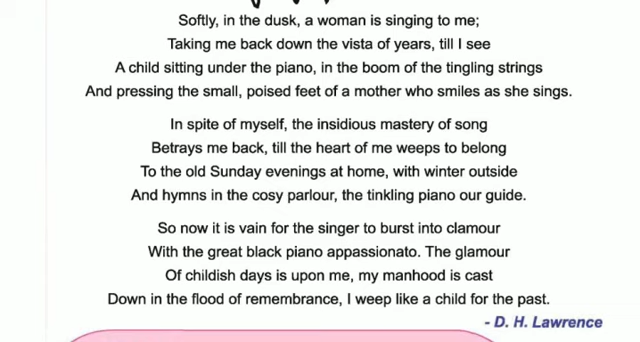 Softly, in the dusk, a woman is singing to me;
Taking me back down the vista of years, till I see
A child sitting under the piano, in the boom of the tingling strings
And pressing the small, poised feet of a mother who smiles as she sings.
In spite of myself, the insidious mastery of song
Betrays me back, till the heart of me weeps to belong
To the old Sunday evenings at home, with winter outside
And hymns in the cosy parlour, the tinkling piano our guide.
So now it is vain for the singer to burst into clamour
With the great black piano appassionato. The glamour
Of childish days is upon me, my manhood is cast
Down in the flood of remembrance, I weep like a child for the past.
- D. H. Lawrence